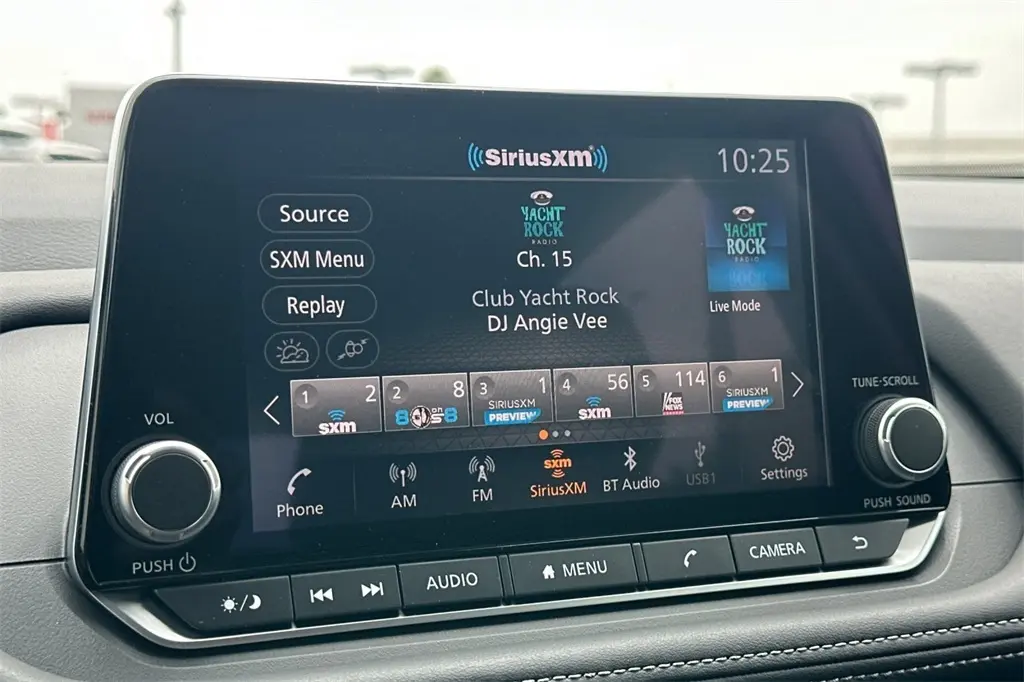 SiriusXM
10:25
Source
SXM Menu
Replay
YACHT
ROCK
RADIO
Ch. 15
Club Yacht Rock
DJ Angie Vee
YACHT
ROCK
RADIO
Live Mode
1 2
sxm
2 8
80s on 8
3 1
SIRIUSXM
PREVIEW
4 56
sxm
5 114
FOX
NEWS
6 1
SIRIUSXM
PREVIEW
Phone
AM
FM
sxm
SiriusXM
BT Audio
USB1
Settings
VOL
PUSH
TUNE·SCROLL
PUSH SOUND
AUDIO
MENU
CAMERA